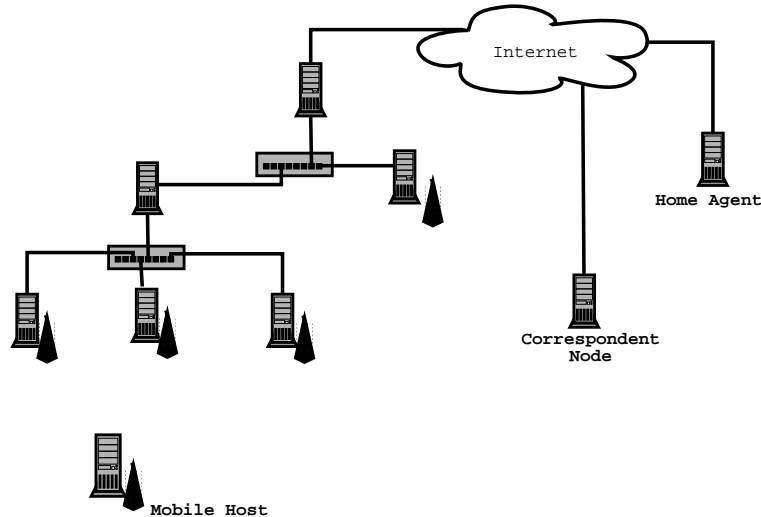 Internet
Home Agent
Correspondent
Node
Mobile Host